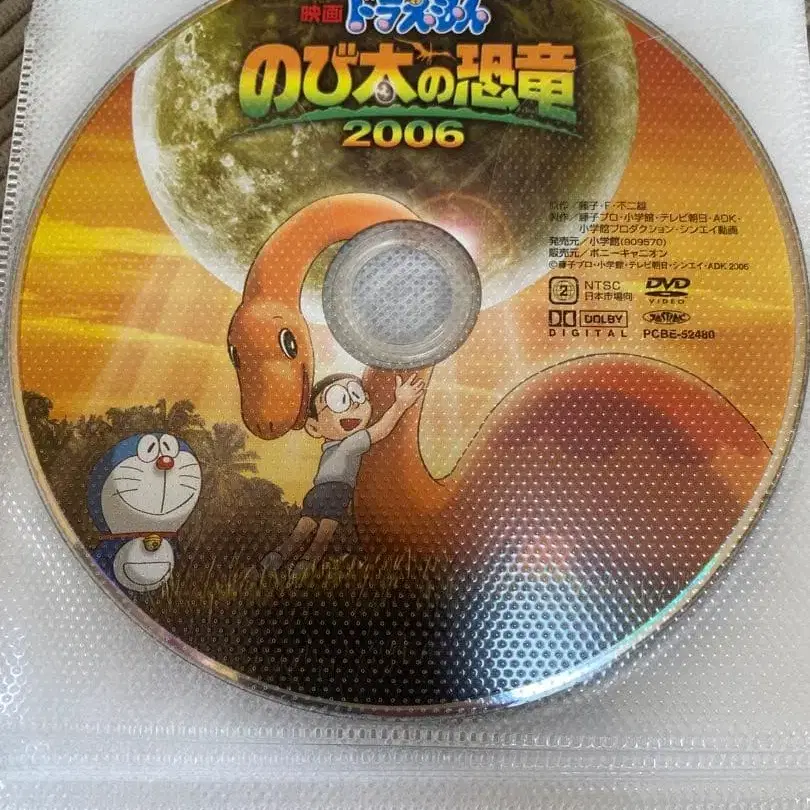 映画 ドラえもん
のび太の恐竜
2006
原作／藤子・F・不二雄
制作／藤子プロ・小学館・テレビ朝日・ADK・
小学館プロダクション・シンエイ動画
発売元／小学館(809570)
販売元／ポニーキャニオン
©藤子プロ・小学館・テレビ朝日・シンエイ・ADK 2006
2 NTSC 日本市場向
DVD VIDEO
DOLBY DIGITAL
JASRAC
PCBE-52480